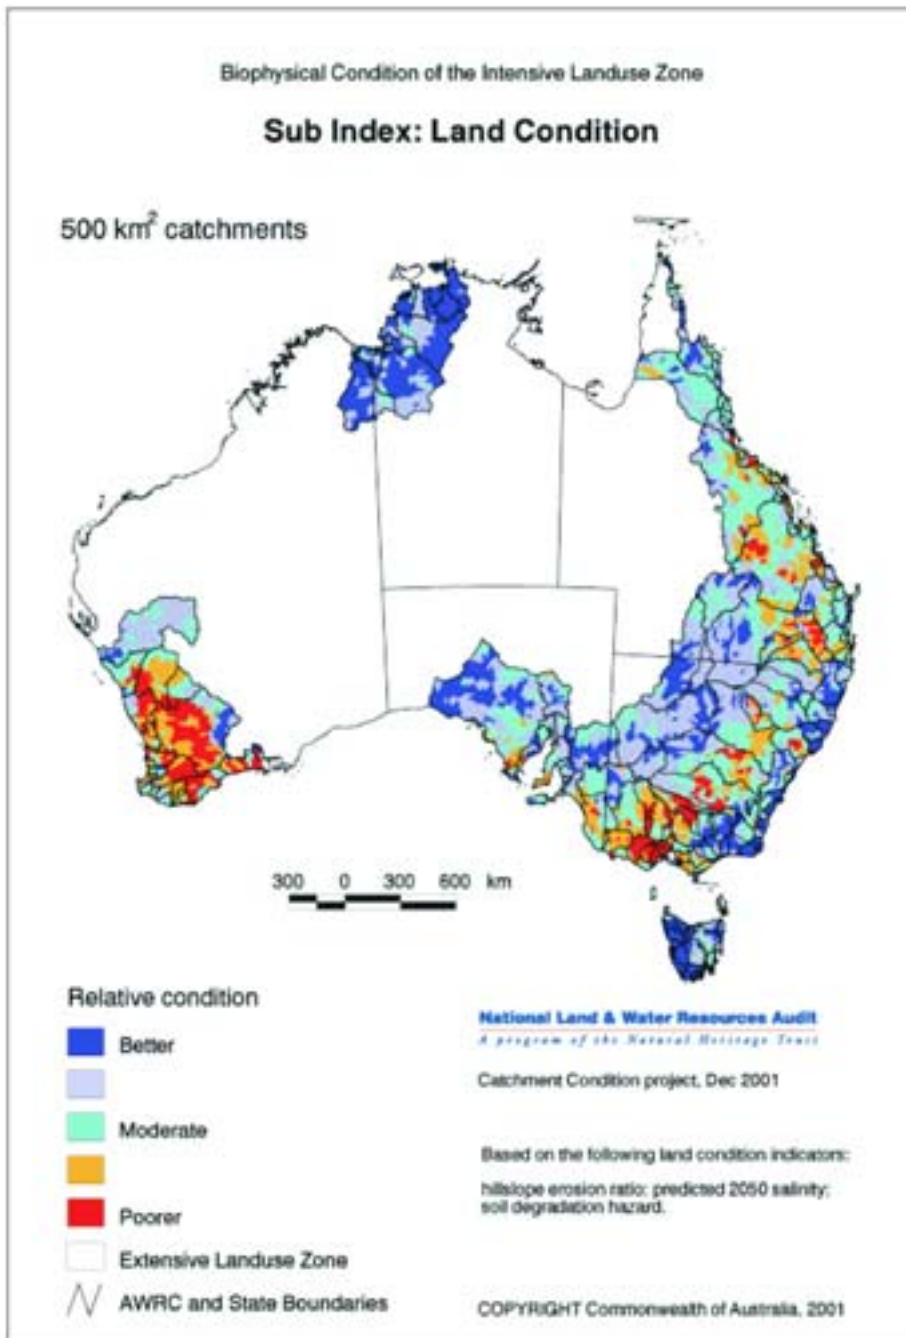 Biophysical Condition of the Intensive Landuse Zone
Sub Index: Land Condition
500 km² catchments
300 0 300 600 km
Relative condition
Better
Moderate
Poorer
Extensive Landuse Zone
AWRC and State Boundaries
National Land & Water Resources Audit
A program of the Natural Heritage Trust
Catchment Condition project, Dec 2001
Based on the following land condition indicators:
hillslope erosion ratio; predicted 2050 salinity;
soil degradation hazard.
COPYRIGHT Commonwealth of Australia, 2001